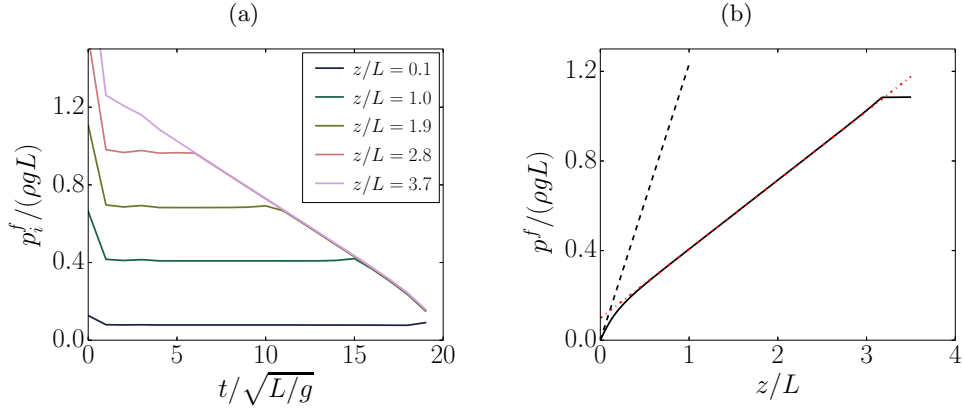 (a)
p_i^f/(ρgL)
1.2
0.8
0.4
0.0
0
5
10
15
20
t/√L/g
z/L = 0.1
z/L = 1.0
z/L = 1.9
z/L = 2.8
z/L = 3.7
(b)
p^f/(ρgL)
1.2
0.8
0.4
0.0
0
1
2
3
4
z/L